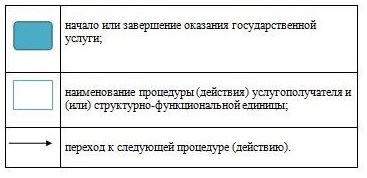 начало или завершение оказания государственной
услуги;
наименование процедуры (действия) услугополучателя и
(или) структурно-функциональной единицы;
переход к следующей процедуре (действию).